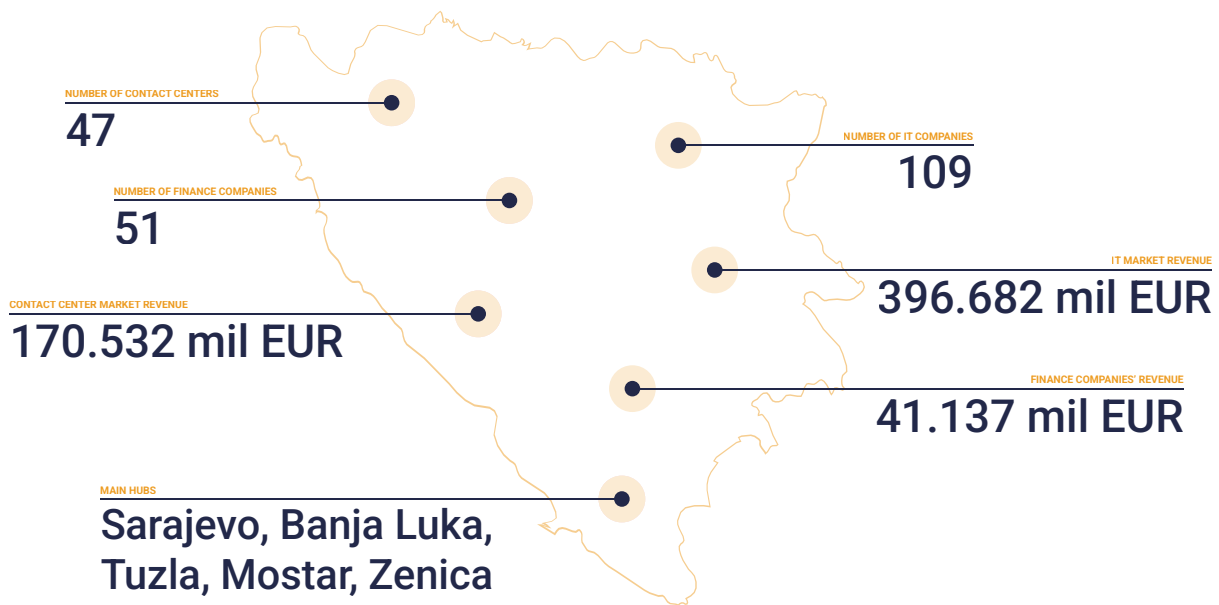 NUMBER OF CONTACT CENTERS
47
NUMBER OF IT COMPANIES
109
NUMBER OF FINANCE COMPANIES
51
IT MARKET REVENUE
396.682 mil EUR
CONTACT CENTER MARKET REVENUE
170.532 mil EUR
FINANCE COMPANIES' REVENUE
41.137 mil EUR
MAIN HUBS
Sarajevo, Banja Luka,
Tuzla, Mostar, Zenica